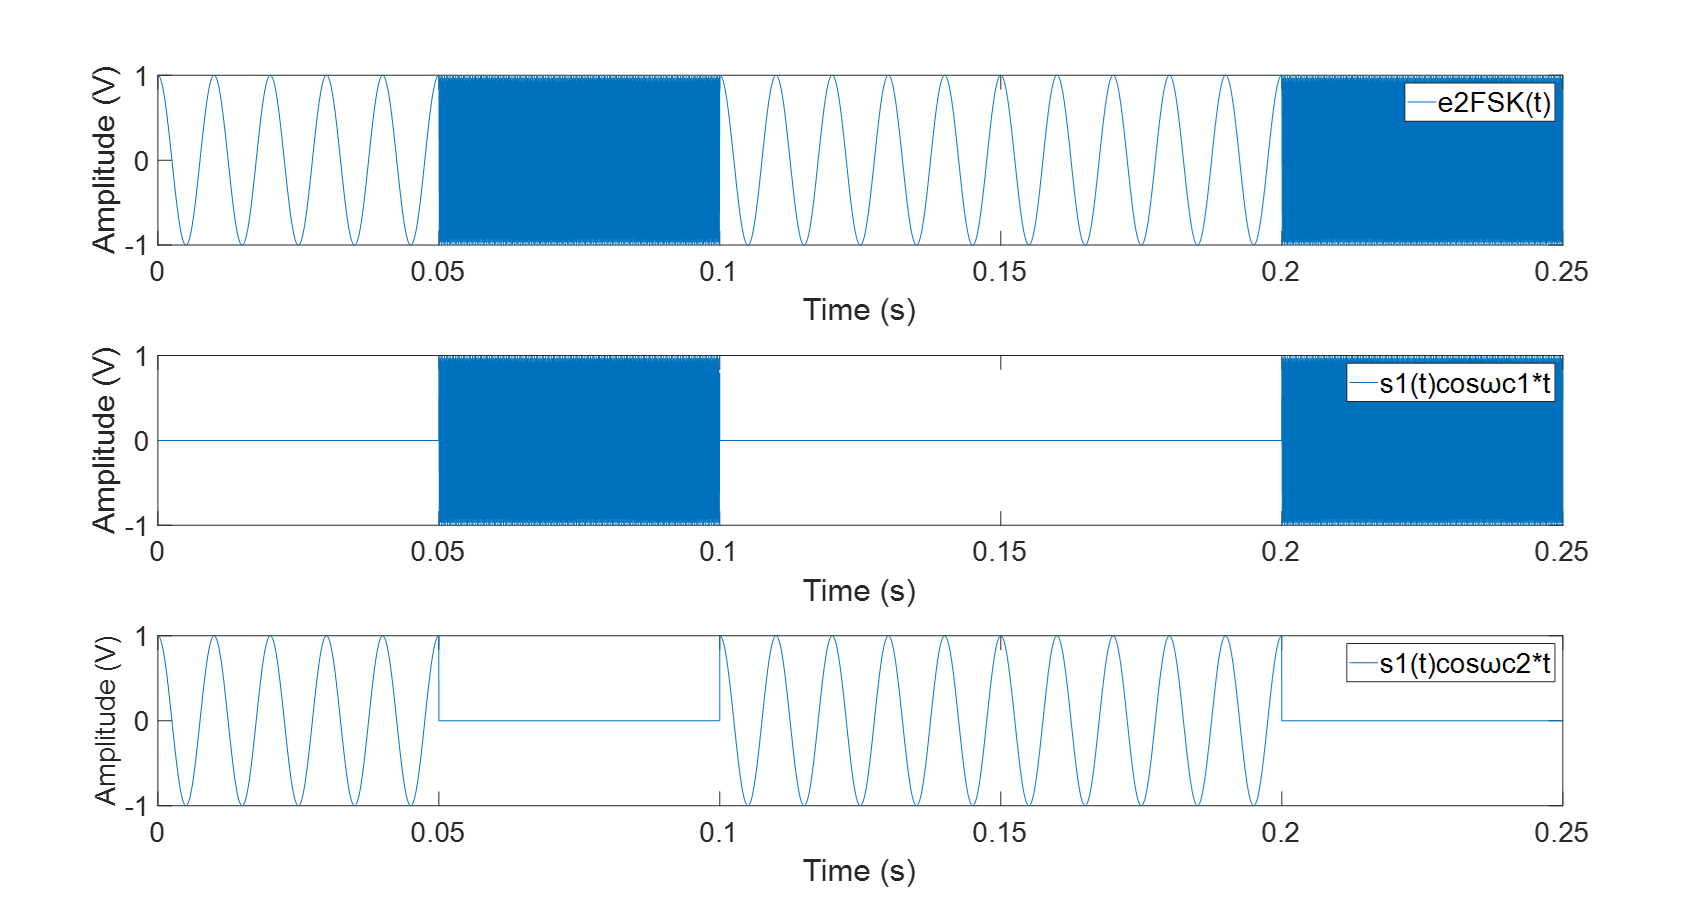 Amplitude (V)
1
0
-1
e2FSK(t)
0 0.05 0.1 0.15 0.2 0.25
Time (s)
Amplitude (V)
1
0
-1
s1(t)cosωc1*t
0 0.05 0.1 0.15 0.2 0.25
Time (s)
Amplitude (V)
1
0
-1
s1(t)cosωc2*t
0 0.05 0.1 0.15 0.2 0.25
Time (s)